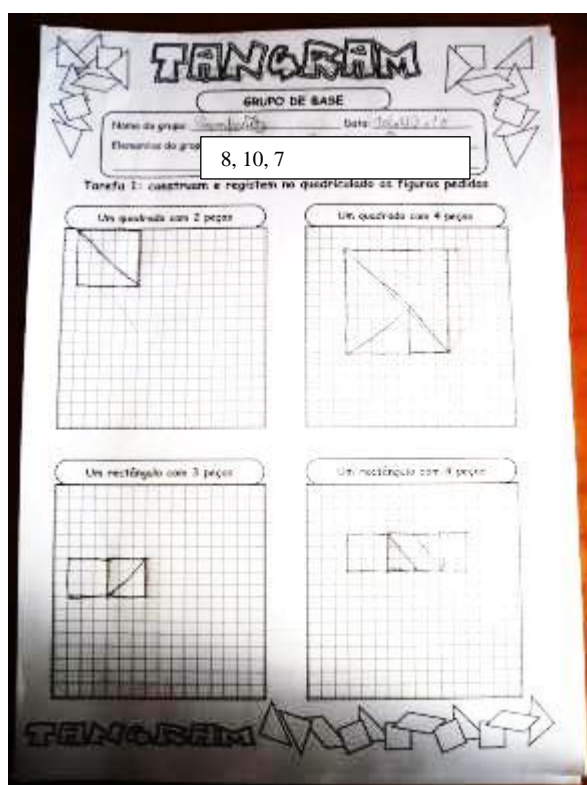 TANGRAM
GRUPO DE BASE
Nome do grupo: Data:
Elementos do grup
8, 10, 7
Tarefa 1: construam e registem no quadriculado as figuras pedidas
Um quadrado com 2 peças
Um quadrado com 4 peças
Um rectângulo com 3 peças
Um rectângulo com 4 peças
TANGRAM